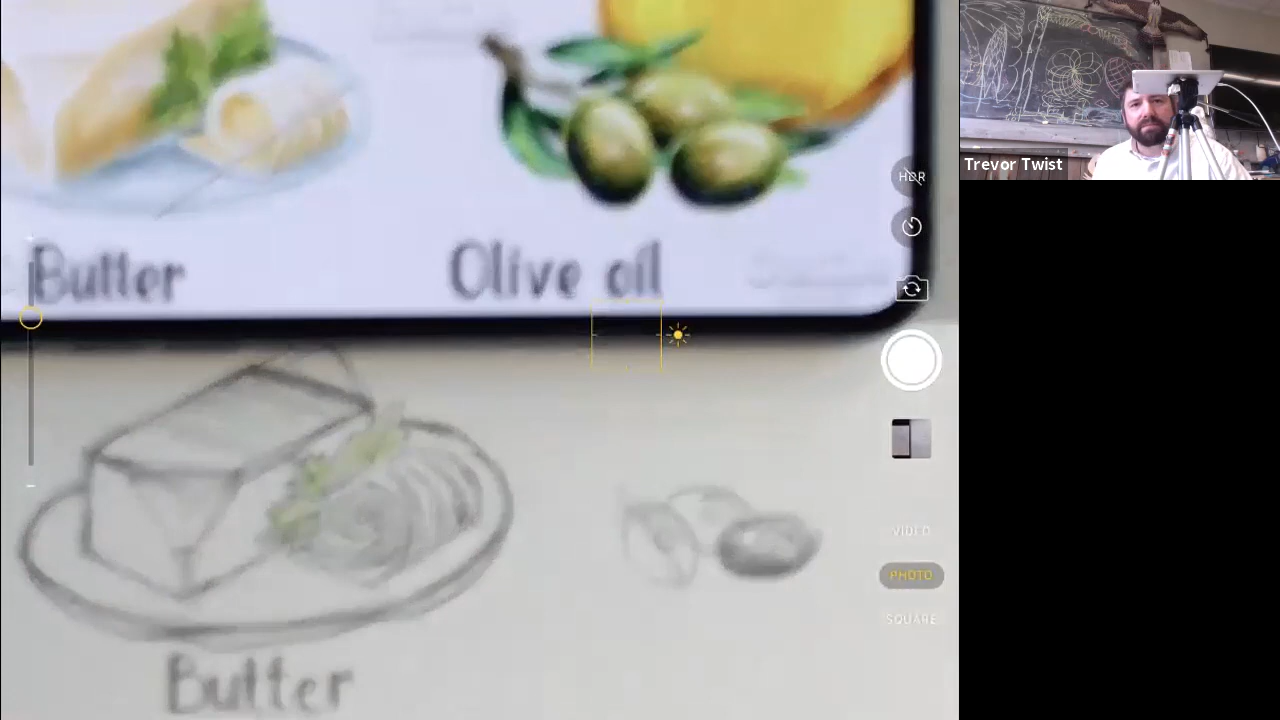 HDR
Trevor Twist
Butter
Olive oil
VIDEO
PHOTO
SQUARE
Butter